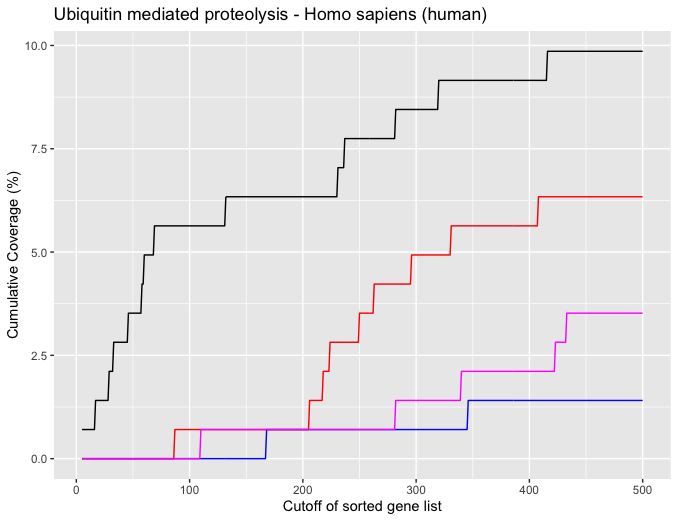 Ubiquitin mediated proteolysis - Homo sapiens (human)
Cumulative Coverage (%)
10.0
7.5
5.0
2.5
0.0
0 100 200 300 400 500
Cutoff of sorted gene list